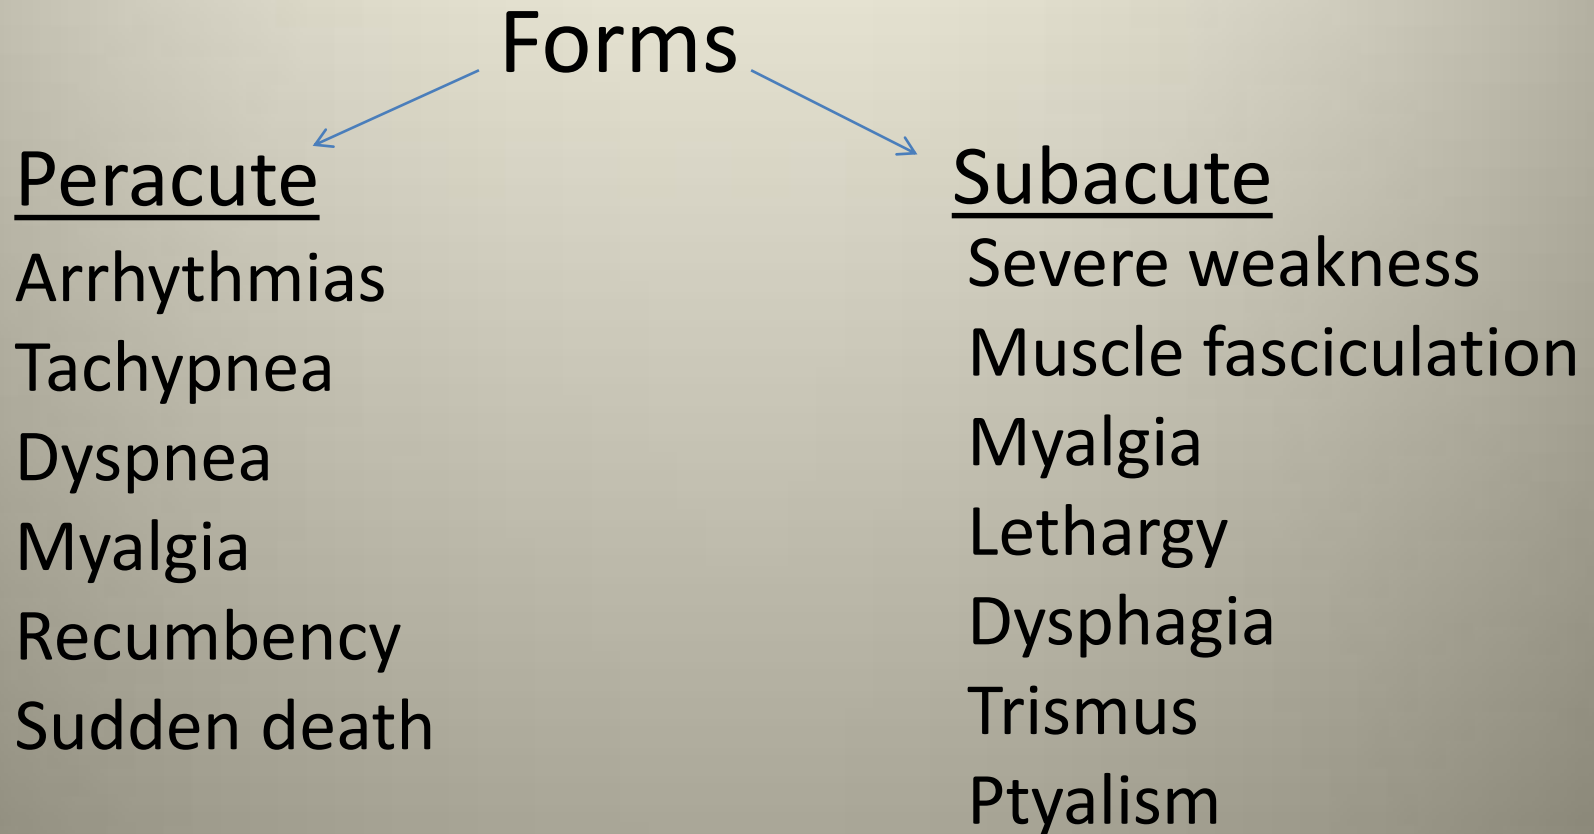 Forms
Peracute
Arrhythmias
Tachypnea
Dyspnea
Myalgia
Recumbency
Sudden death
Subacute
Severe weakness
Muscle fasciculation
Myalgia
Lethargy
Dysphagia
Trismus
Ptyalism